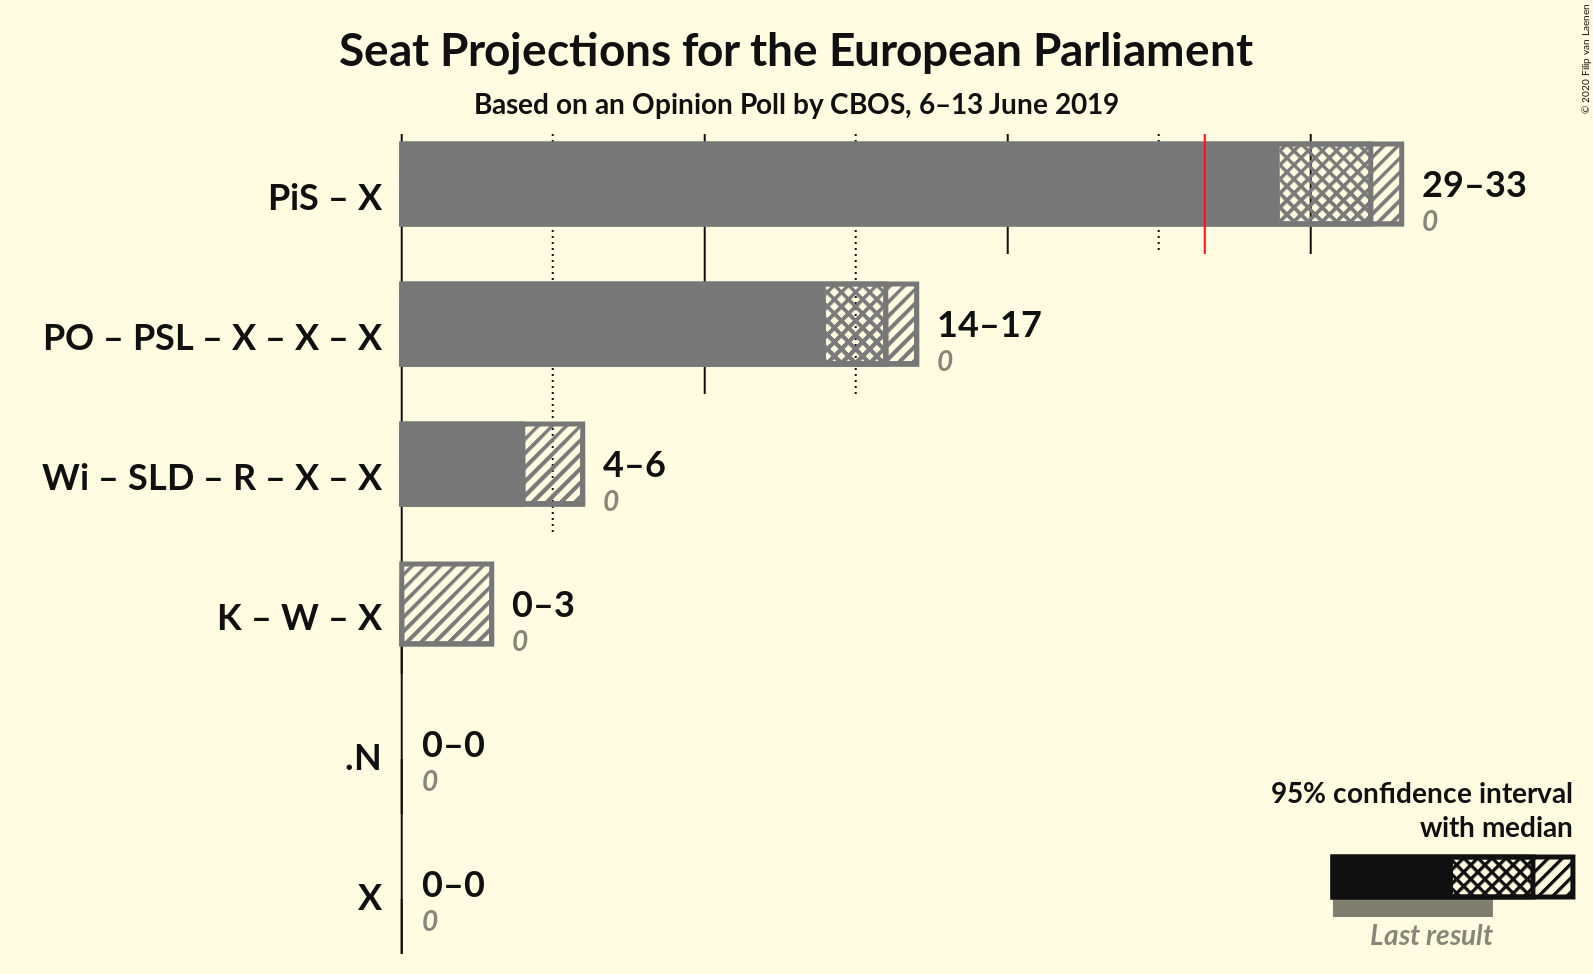 Seat Projections for the European Parliament
Based on an Opinion Poll by CBOS, 6–13 June 2019
© 2020 Filip van Laenen
PiS – X
29–33
0
PO – PSL – X – X – X
14–17
0
Wi – SLD – R – X – X
4–6
0
K – W – X
0–3
0
.N
0–0
0
X
0–0
0
95% confidence interval
with median
Last result